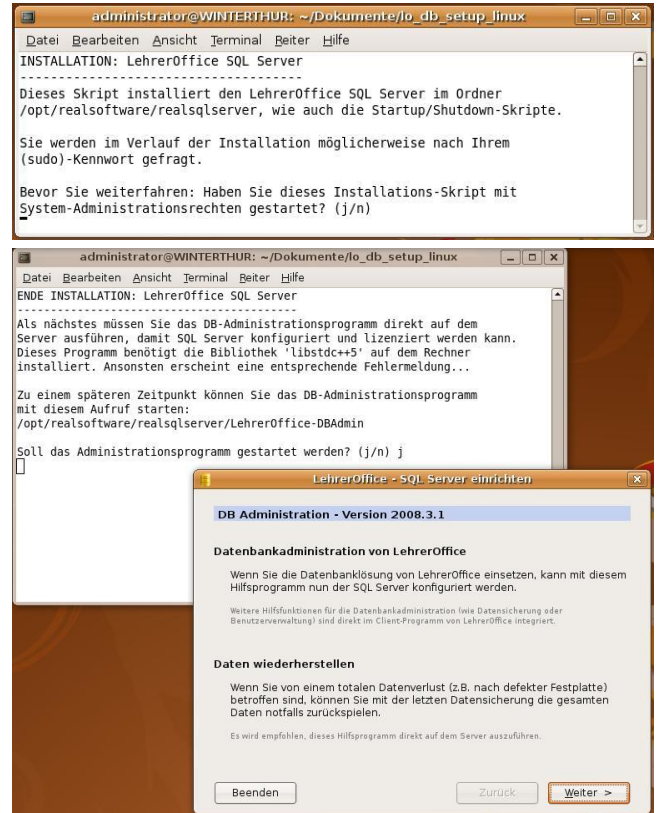 administrator@WINTERTHUR: ~/Dokumente/lo_db_setup_linux
Datei Bearbeiten Ansicht Terminal Reiter Hilfe
INSTALLATION: LehrerOffice SQL Server
-------------------------------------
Dieses Skript installiert den LehrerOffice SQL Server im Ordner
/opt/realsoftware/realsqlserver, wie auch die Startup/Shutdown-Skripte.
Sie werden im Verlauf der Installation möglicherweise nach Ihrem
(sudo)-Kennwort gefragt.
Bevor Sie weiterfahren: Haben Sie dieses Installations-Skript mit
System-Administrationsrechten gestartet? (j/n)
administrator@WINTERTHUR: ~/Dokumente/lo_db_setup_linux
Datei Bearbeiten Ansicht Terminal Reiter Hilfe
ENDE INSTALLATION: LehrerOffice SQL Server
-----------------------------------------
Als nächstes müssen Sie das DB-Administrationsprogramm direkt auf dem
Server ausführen, damit SQL Server konfiguriert und lizenziert werden kann.
Dieses Programm benötigt die Bibliothek 'libstdc++5' auf dem Rechner
installiert. Ansonsten erscheint eine entsprechende Fehlermeldung...
Zu einem späteren Zeitpunkt können Sie das DB-Administrationsprogramm
mit diesem Aufruf starten:
/opt/realsoftware/realsqlserver/LehrerOffice-DBAdmin
Soll das Administrationsprogramm gestartet werden? (j/n) j
LehrerOffice - SQL Server einrichten
DB Administration - Version 2008.3.1
Datenbankadministration von LehrerOffice
Wenn Sie die Datenbanklösung von LehrerOffice einsetzen, kann mit diesem
Hilfsprogramm nun der SQL Server konfiguriert werden.
Weitere Hilfsfunktionen für die Datenbankadministration (wie Datensicherung oder
Benutzerverwaltung) sind direkt im Client-Programm von LehrerOffice integriert.
Daten wiederherstellen
Wenn Sie von einem totalen Datenverlust (z.B. nach defekter Festplatte)
betroffen sind, können Sie mit der letzten Datensicherung die gesamten
Daten notfalls zurückspielen.
Es wird empfohlen, dieses Hilfsprogramm direkt auf dem Server auszuführen.
Beenden Zurück Weiter >